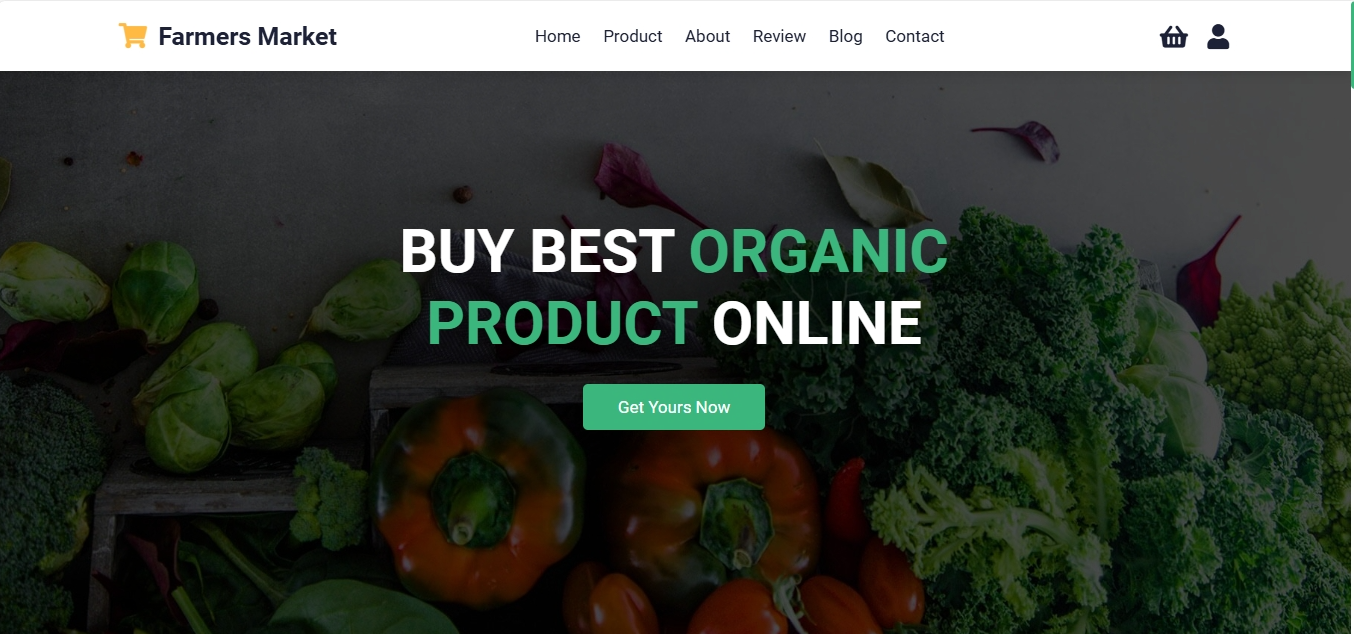 Farmers Market
Home Product About Review Blog Contact
BUY BEST ORGANIC
PRODUCT ONLINE
Get Yours Now